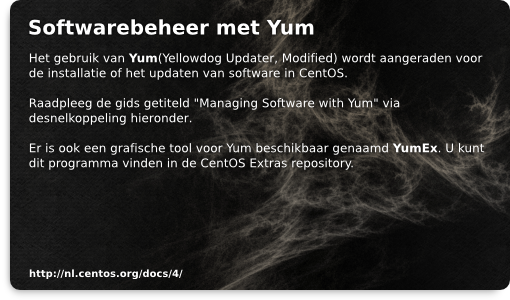 Softwarebeheer met Yum
Het gebruik van Yum(Yellowdog Updater, Modified) wordt aangeraden voor
de installatie of het updaten van software in CentOS.
Raadpleeg de gids getiteld "Managing Software with Yum" via
desnelkoppeling hieronder.
Er is ook een grafische tool voor Yum beschikbaar genaamd YumEx. U kunt
dit programma vinden in de CentOS Extras repository.
http://nl.centos.org/docs/4/